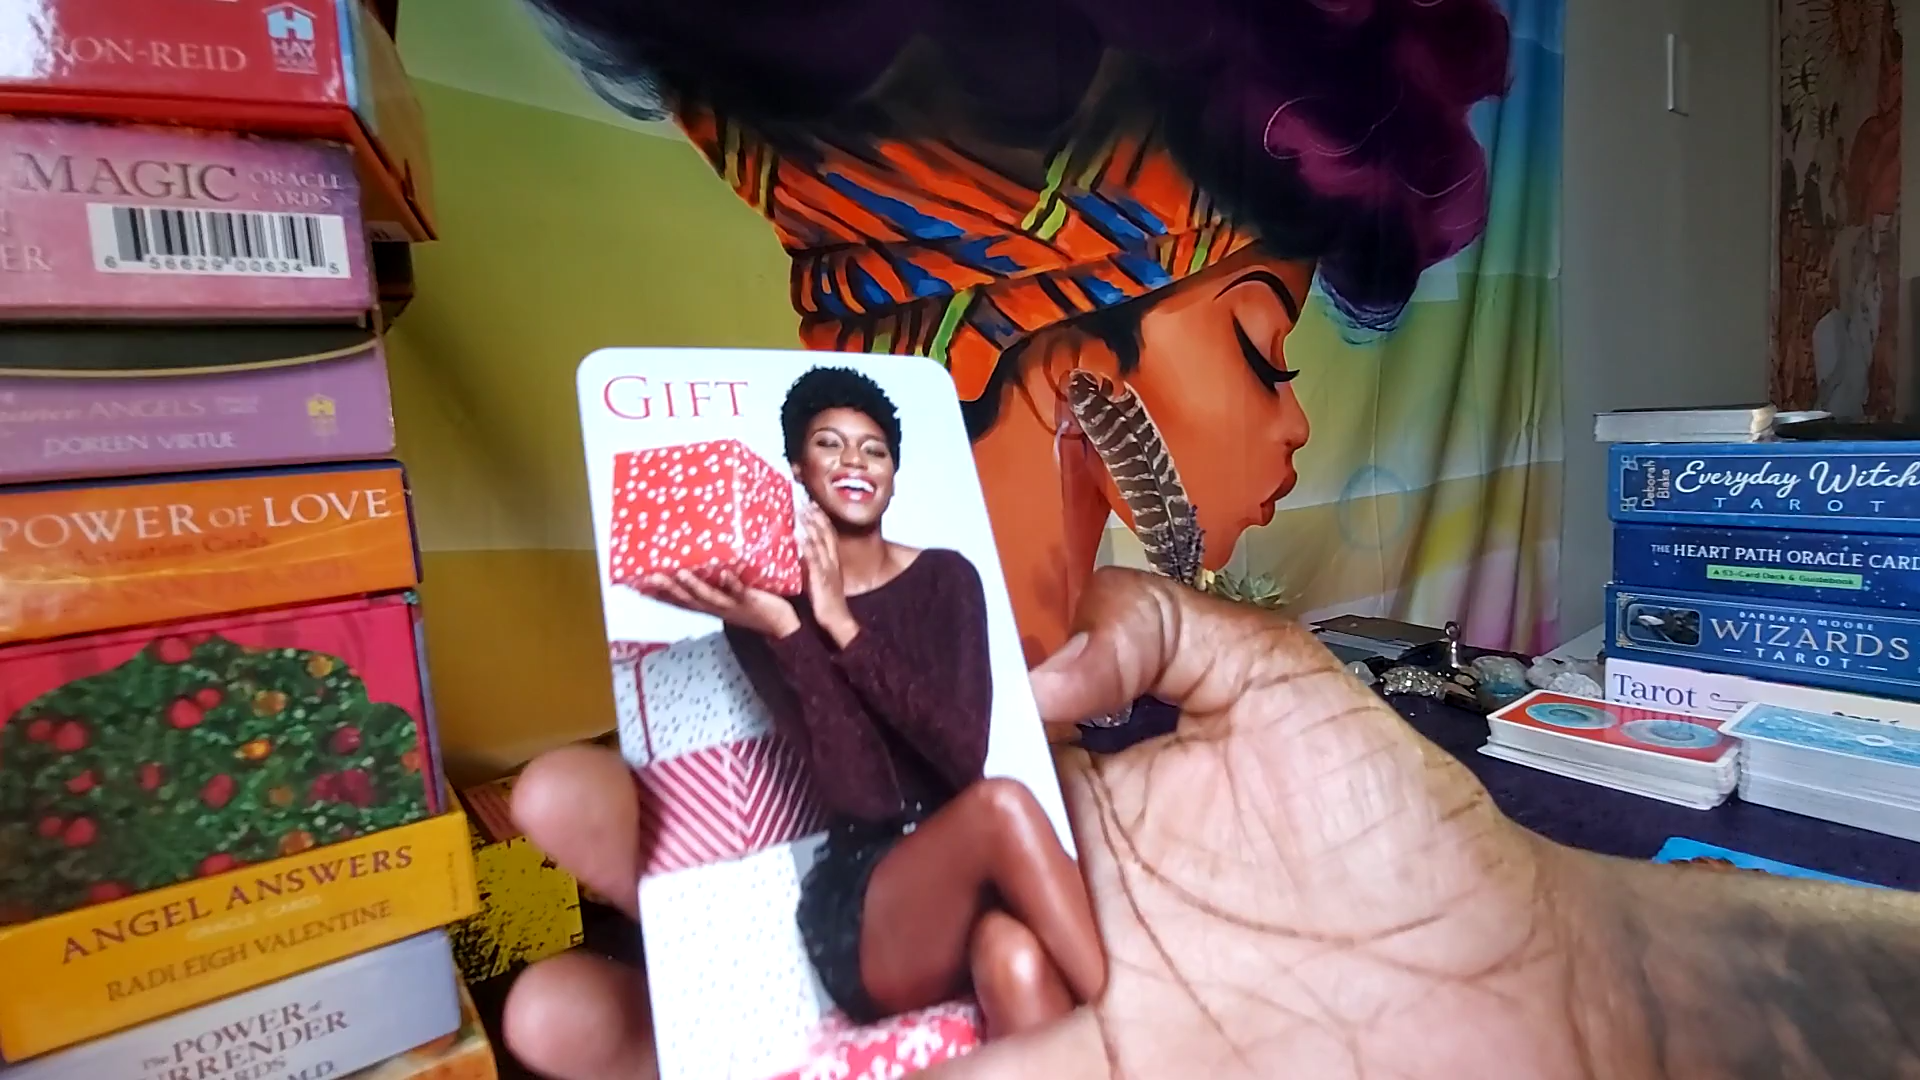 RON-REID
HAY
HOUSE
MAGIC ORACLE
CARDS
ER
6 56629 00634 5
ANGELS
DOREEN VIRTUE
POWER OF LOVE
Activation Cards
ANGEL ANSWERS
ORACLE CARDS
RADLEIGH VALENTINE
The POWER of
URRENDER
ARDS
M.D.
GIFT
Deborah
Blake
Everyday Witch
TAROT
THE HEART PATH ORACLE CARD
A 53-Card Deck & Guidebook
BARBARA MOORE
WIZARDS
TAROT
Tarot